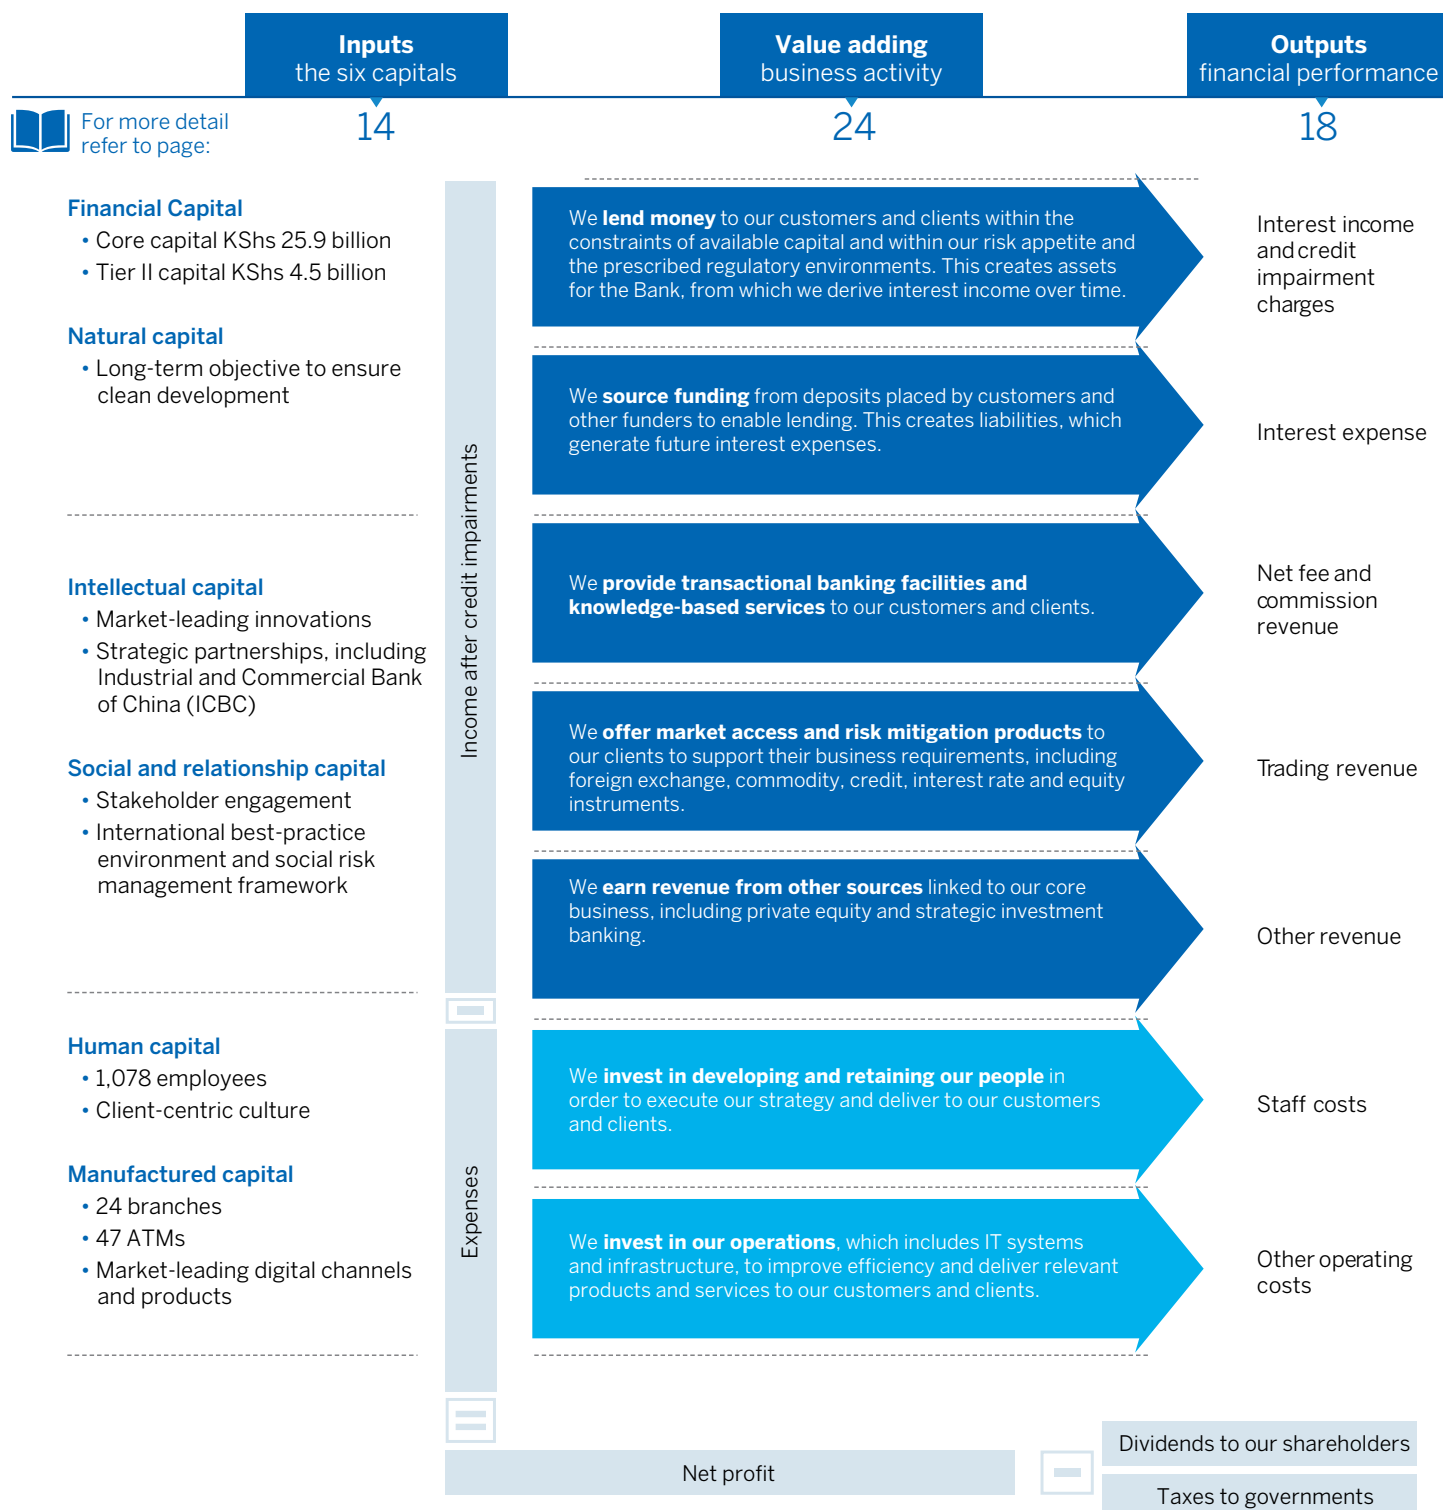 Inputs
the six capitals
Value adding
business activity
Outputs
financial performance
For more detail
refer to page:
14
24
18
Financial Capital
• Core capital KShs 25.9 billion
• Tier II capital KShs 4.5 billion
Natural capital
• Long-term objective to ensure
clean development
Intellectual capital
• Market-leading innovations
• Strategic partnerships, including
Industrial and Commercial Bank
of China (ICBC)
Social and relationship capital
• Stakeholder engagement
• International best-practice
environment and social risk
management framework
Human capital
• 1,078 employees
• Client-centric culture
Manufactured capital
• 24 branches
• 47 ATMs
• Market-leading digital channels
and products
Income after credit impairments
Expenses
We lend money to our customers and clients within the
constraints of available capital and within our risk appetite and
the prescribed regulatory environments. This creates assets
for the Bank, from which we derive interest income over time.
Interest income
and credit
impairment
charges
We source funding from deposits placed by customers and
other funders to enable lending. This creates liabilities, which
generate future interest expenses.
Interest expense
We provide transactional banking facilities and
knowledge-based services to our customers and clients.
Net fee and
commission
revenue
We offer market access and risk mitigation products to
our clients to support their business requirements, including
foreign exchange, commodity, credit, interest rate and equity
instruments.
Trading revenue
We earn revenue from other sources linked to our core
business, including private equity and strategic investment
banking.
Other revenue
We invest in developing and retaining our people in
order to execute our strategy and deliver to our customers
and clients.
Staff costs
We invest in our operations, which includes IT systems
and infrastructure, to improve efficiency and deliver relevant
products and services to our customers and clients.
Other operating
costs
Net profit
Dividends to our shareholders
Taxes to governments